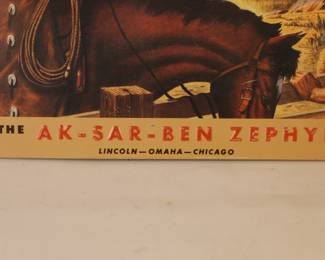 THE AK-SAR-BEN ZEPHY
LINCOLN—OMAHA—CHICAGO